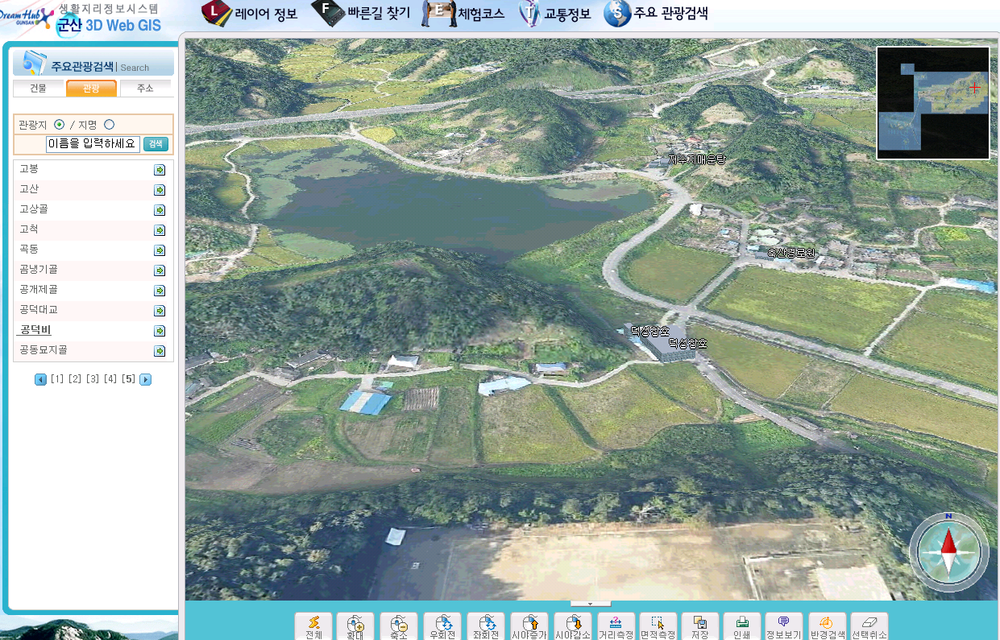 Dream Hub
GUNSAN
생활지리정보시스템
군산 3D Web GIS
L 레이어 정보
F 빠른길 찾기
E 체험코스
T 교통정보
S 주요 관광검색
주요관광검색 | Search
건물 관광 주소
관광지 / 지명
이름을 입력하세요 검색
고봉
고산
고상골
고척
곡동
곰냉기골
공개제골
공덕대교
공덕비
공동묘지골
[1] [2] [3] [4] [5]
저수지매운탕
옥산경로원
덕성창호
덕성창호
N
전체 확대 축소 우회전 좌회전 시야증가 시야감소 거리측정 면적측정 저장 인쇄 정보보기 반경검색 선택취소